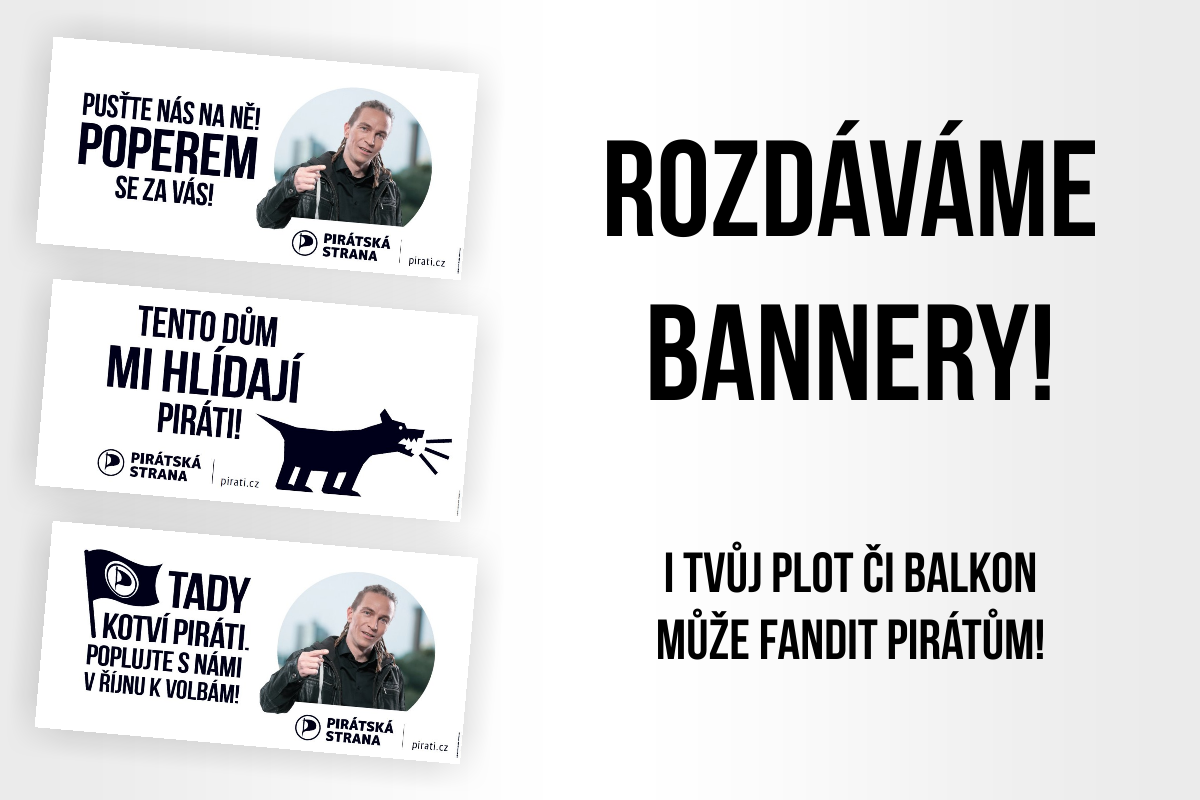 PUSŤTE NÁS NA NĚ!
POPEREM
SE ZA VÁS!
PIRÁTSKÁ
STRANA
pirati.cz
TENTO DŮM
MI HLÍDAJÍ
PIRÁTI!
PIRÁTSKÁ
STRANA
pirati.cz
TADY
KOTVÍ PIRÁTI.
POPLUJTE S NÁMI
V ŘÍJNU K VOLBÁM!
PIRÁTSKÁ
STRANA
pirati.cz
ROZDÁVÁME
BANNERY!
I TVŮJ PLOT ČI BALKON
MŮŽE FANDIT PIRÁTŮM!